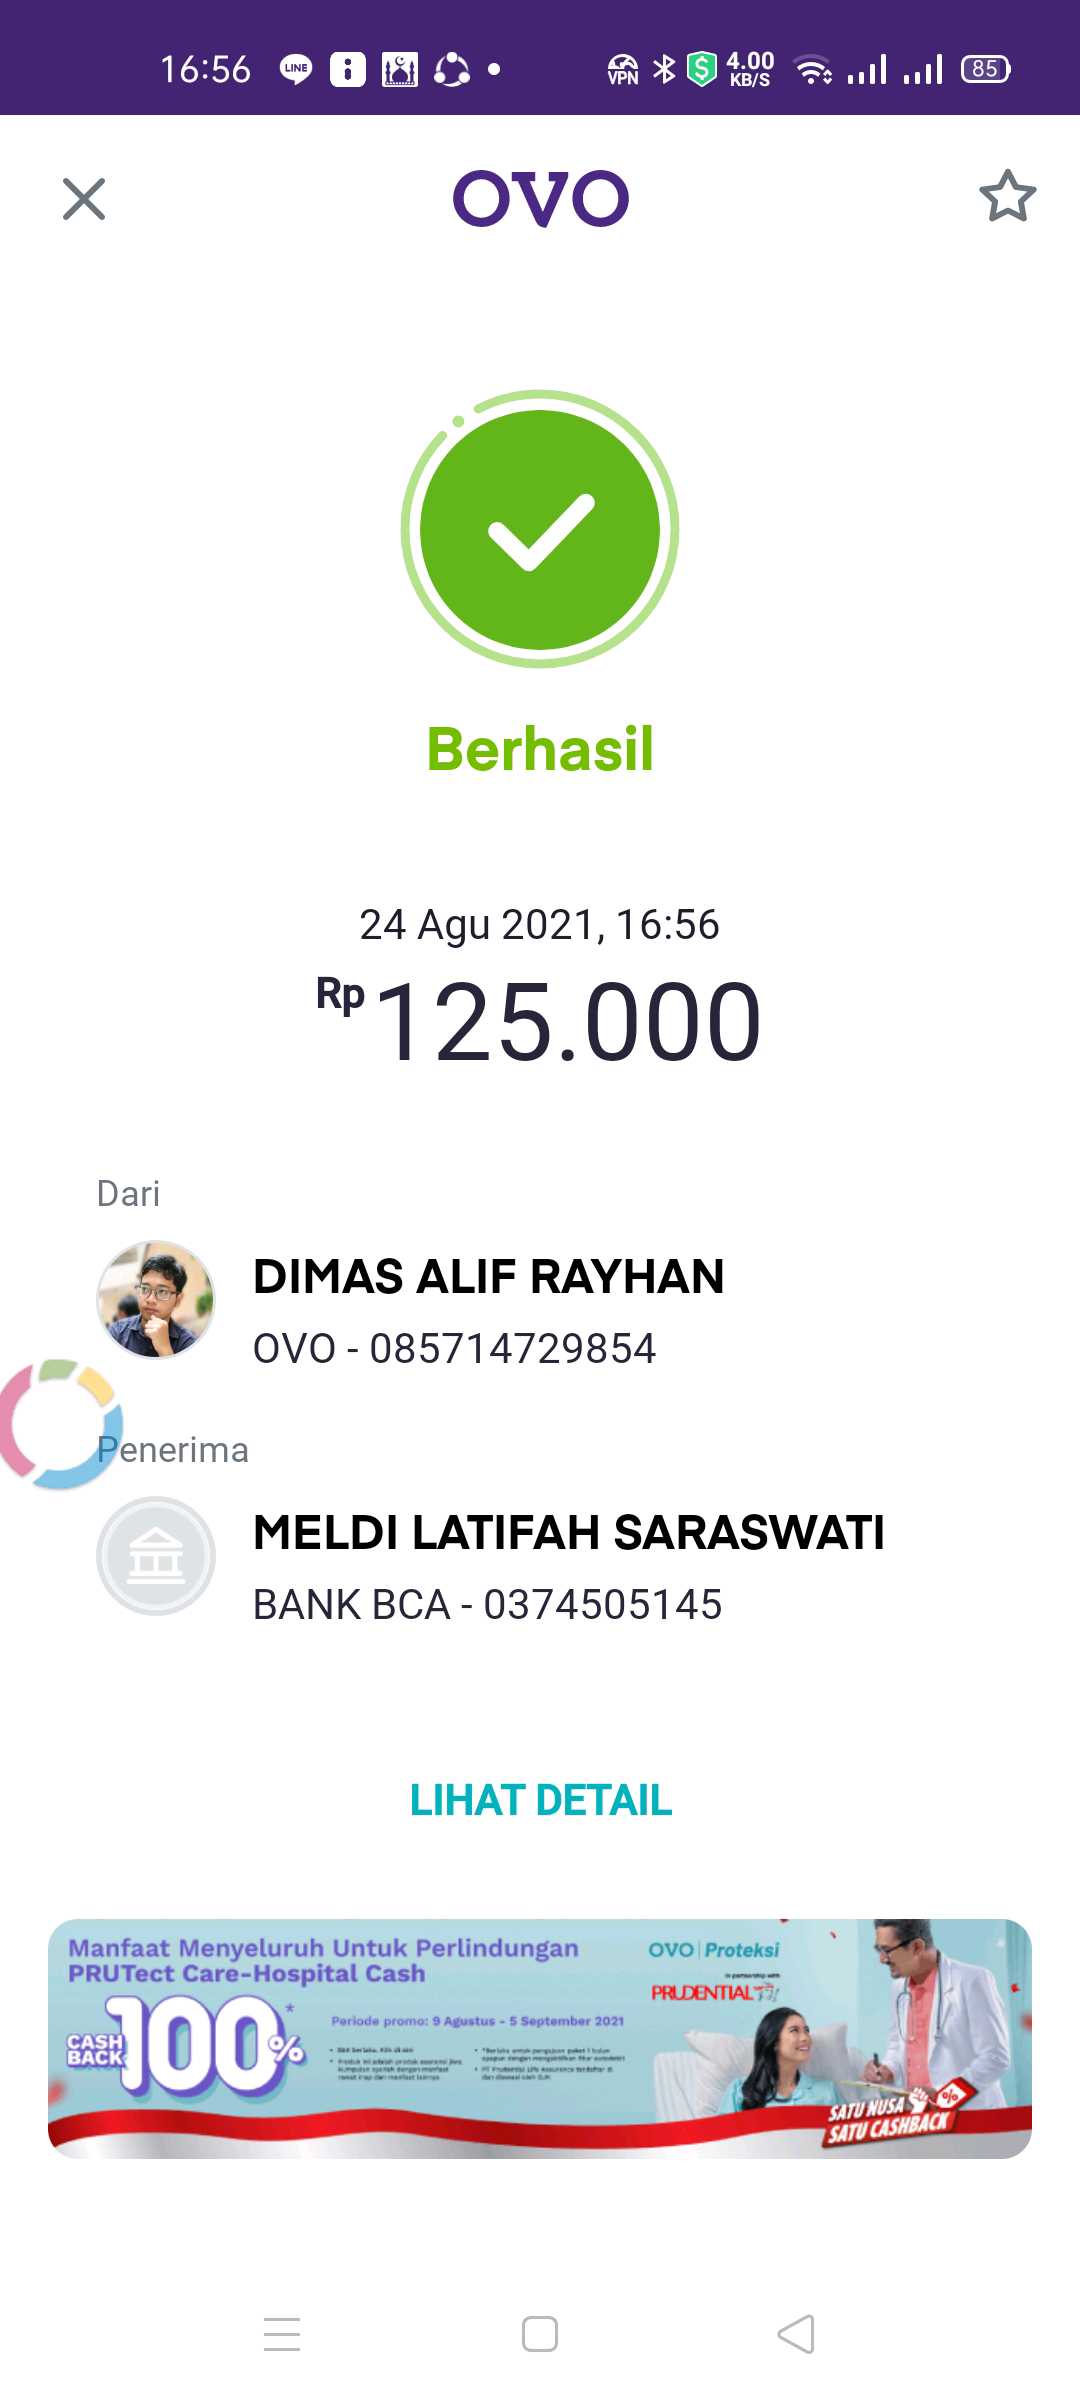 16:56
LINE
VPN
4.00
KB/S
85
OVO
Berhasil
24 Agu 2021, 16:56
Rp 125.000
Dari
DIMAS ALIF RAYHAN
OVO - 085714729854
Penerima
MELDI LATIFAH SARASWATI
BANK BCA - 0374505145
LIHAT DETAIL
Manfaat Menyeluruh Untuk Perlindungan
PRUTect Care-Hospital Cash
CASH
BACK
100%*
Periode promo: 9 Agustus - 5 September 2021
OVO | Proteksi
in partnership with
PRUDENTIAL
SATU NUSA
SATU CASHBACK
%